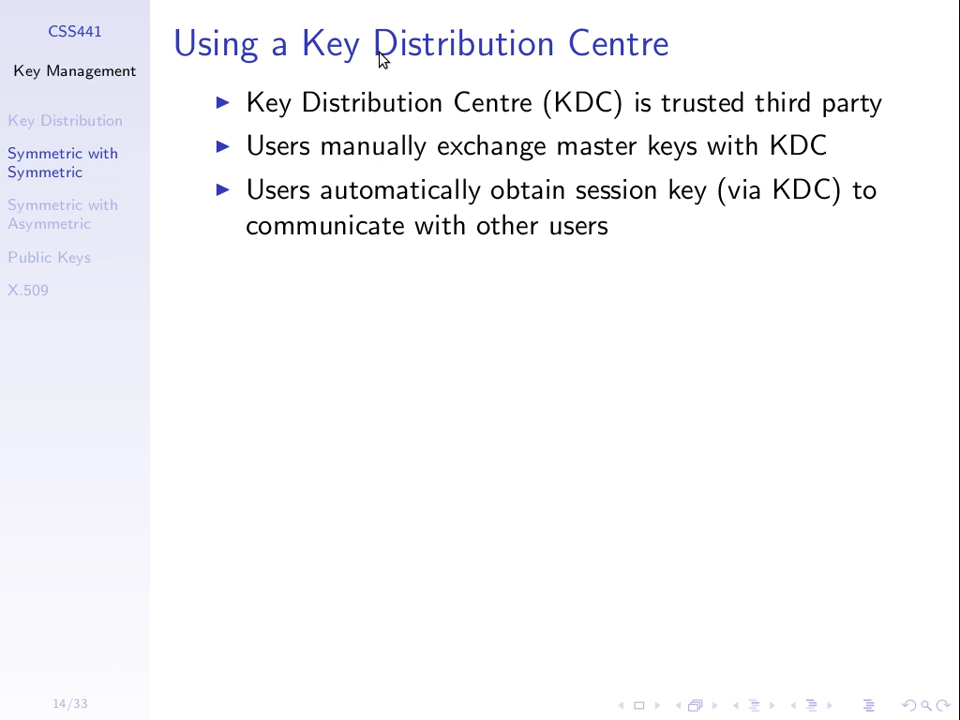 CSS441
Key Management
Key Distribution
Symmetric with
Symmetric
Symmetric with
Asymmetric
Public Keys
X.509
Using a Key Distribution Centre
Key Distribution Centre (KDC) is trusted third party
Users manually exchange master keys with KDC
Users automatically obtain session key (via KDC) to
communicate with other users
14/33